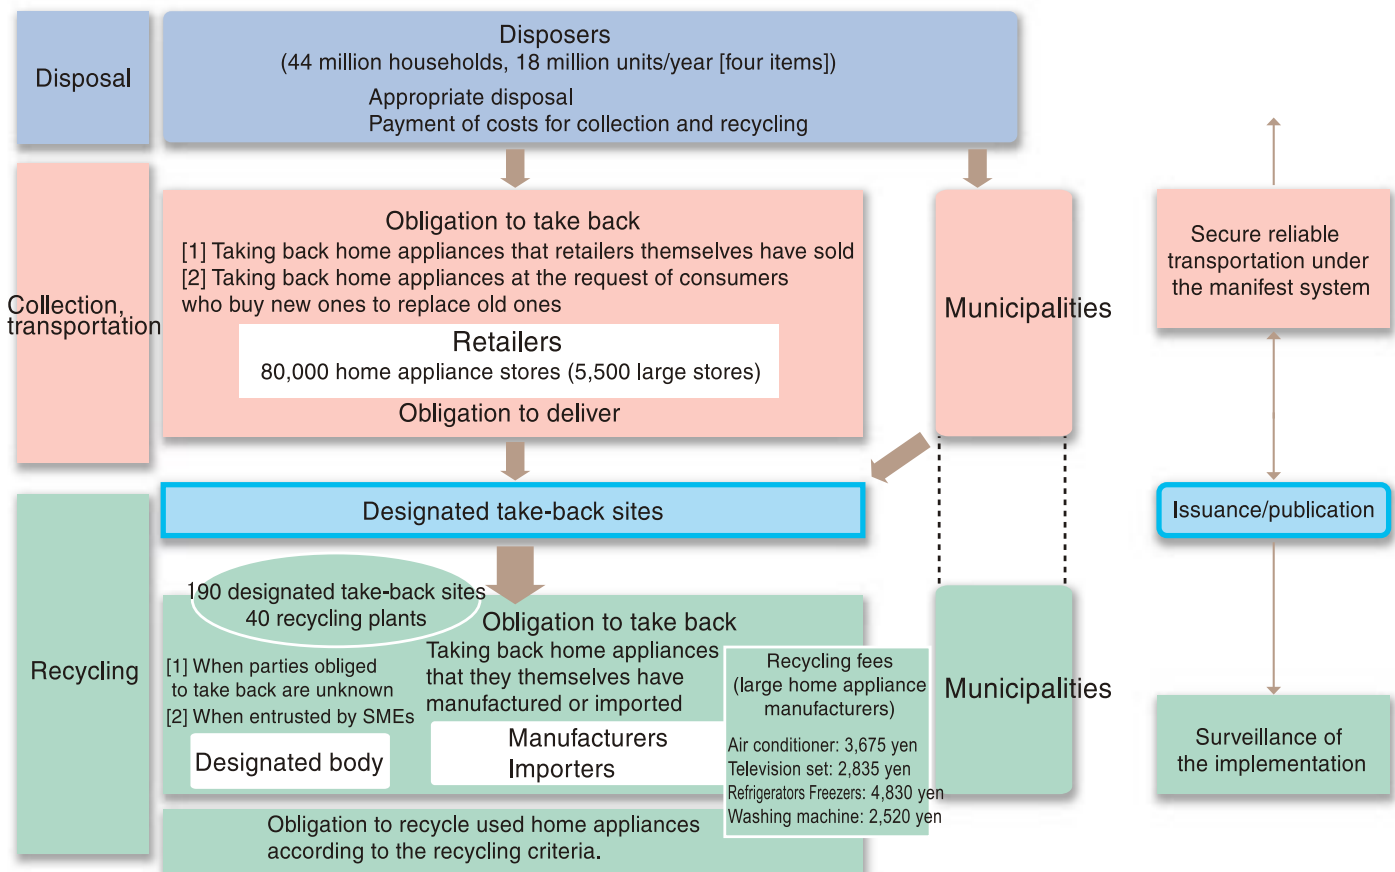 Disposal
Disposers
(44 million households, 18 million units/year [four items])
Appropriate disposal
Payment of costs for collection and recycling
Collection,
transportation
Obligation to take back
[1] Taking back home appliances that retailers themselves have sold
[2] Taking back home appliances at the request of consumers
who buy new ones to replace old ones
Retailers
80,000 home appliance stores (5,500 large stores)
Obligation to deliver
Municipalities
Secure reliable
transportation under
the manifest system
Designated take-back sites
Issuance/publication
Recycling
190 designated take-back sites
40 recycling plants
[1] When parties obliged
to take back are unknown
[2] When entrusted by SMEs
Designated body
Obligation to take back
Taking back home appliances
that they themselves have
manufactured or imported
Manufacturers
Importers
Recycling fees
(large home appliance
manufacturers)
Air conditioner: 3,675 yen
Television set: 2,835 yen
Refrigerators Freezers: 4,830 yen
Washing machine: 2,520 yen
Municipalities
Surveillance of
the implementation
Obligation to recycle used home appliances
according to the recycling criteria.